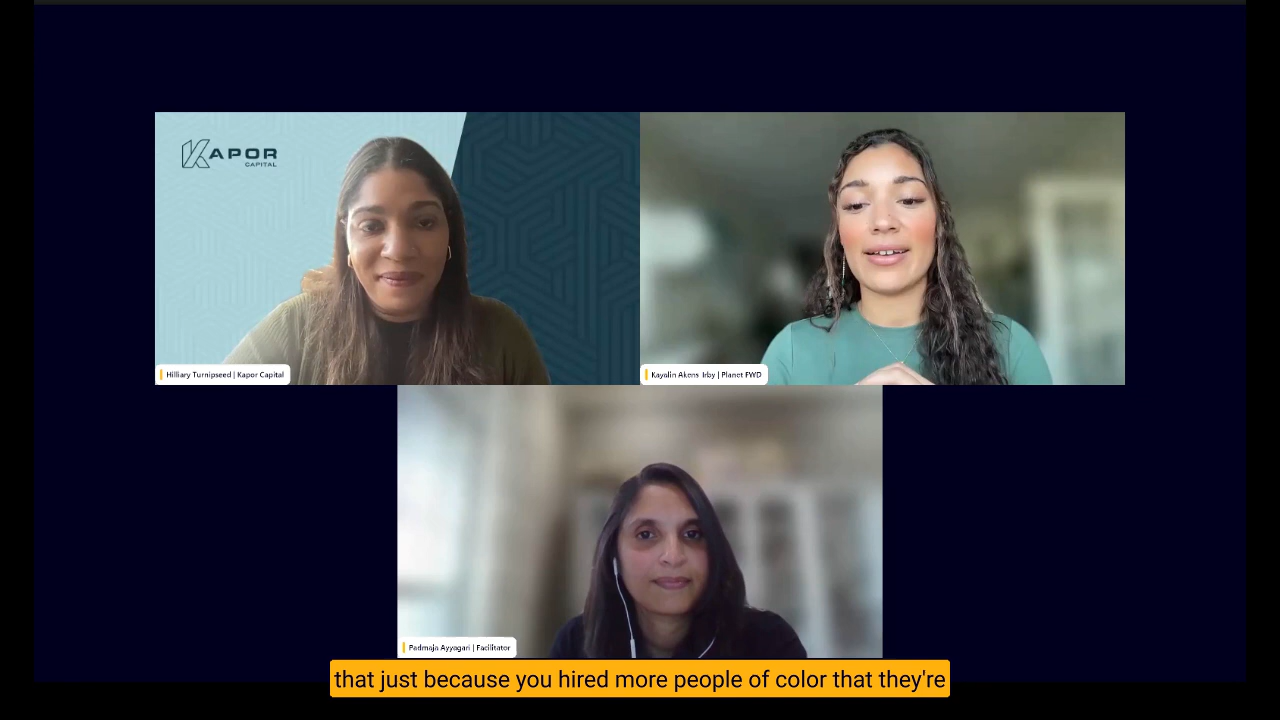 KAPOR
CAPITAL
Hilliary Turnipseed | Kapor Capital
Kayalin Akens-Irby | Planet FWD
Padmaja Ayyagari | Facilitator
that just because you hired more people of color that they're